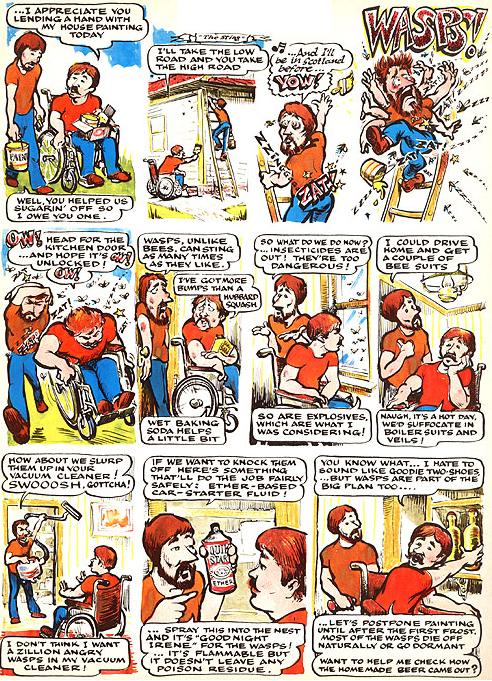 ...I APPRECIATE YOU
LENDING A HAND WITH
MY HOUSE PAINTING
TODAY
PAINT
WELL, YOU HELPED US
SUGARIN' OFF SO
I OWE YOU ONE.
"The Sting"
I'LL TAKE THE LOW
ROAD AND YOU TAKE
THE HIGH ROAD
...And I'll
be in Scotland
before...
YOW!
ZAT!
WASPS!
ZAT
OW! HEAD FOR THE
KITCHEN DOOR
...AND HOPE IT'S OW!
UNLOCKED!
OW!
WASPS, UNLIKE
BEES, CAN STING
AS MANY TIMES
AS THEY LIKE.
I'VE GOT MORE
BUMPS THAN A
HUBBARD
SQUASH
WET BAKING
SODA HELPS
A LITTLE BIT
SO WHAT DO WE DO NOW?
... INSECTICIDES ARE
OUT! THEY'RE TOO
DANGEROUS!
SO ARE EXPLOSIVES,
WHICH ARE WHAT I
WAS CONSIDERING!
I COULD DRIVE
HOME AND GET A
COUPLE OF
BEE SUITS
NAUGH, IT'S A HOT DAY,
WE'D SUFFOCATE IN
BOILER SUITS AND
VEILS!
HOW ABOUT WE SLURP
THEM UP IN YOUR
VACUUM CLEANER!
SWOOOSH, GOTTCHA!
I DON'T THINK I WANT
A ZILLION ANGRY
WASPS IN MY VACUUM
CLEANER!
IF WE WANT TO KNOCK THEM
OFF HERE'S SOMETHING
THAT'LL DO THE JOB FAIRLY
SAFELY: ETHER-BASED
CAR-STARTER FLUID!
QUIK
START
ETHER
... SPRAY THIS INTO THE NEST
AND IT'S "GOOD NIGHT
IRENE" FOR THE WASPS!
... IT'S FLAMMABLE BUT
IT DOESN'T LEAVE ANY
POISON RESIDUE.
YOU KNOW WHAT... I HATE TO
SOUND LIKE GOODIE TWO-SHOES
...BUT WASPS ARE PART OF THE
BIG PLAN TOO....
...LET'S POSTPONE PAINTING
UNTIL AFTER THE FIRST FROST,
MOST OF THE WASPS DIE OFF
NATURALLY OR GO DORMANT
WANT TO HELP ME CHECK HOW
THE HOMEMADE BEER CAME OUT?